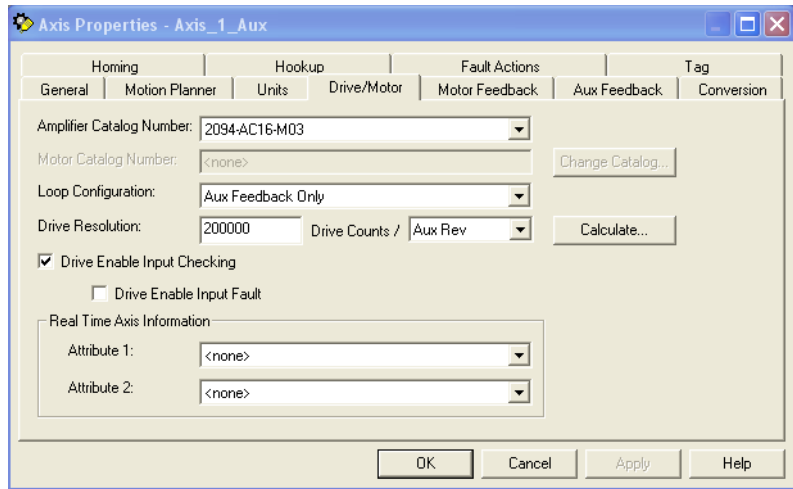 Axis Properties - Axis_1_Aux
Homing Hookup Fault Actions Tag
General Motion Planner Units Drive/Motor Motor Feedback Aux Feedback Conversion
Amplifier Catalog Number: 2094-AC16-M03
Motor Catalog Number: <none> Change Catalog...
Loop Configuration: Aux Feedback Only
Drive Resolution: 200000 Drive Counts / Aux Rev Calculate...
Drive Enable Input Checking
Drive Enable Input Fault
Real Time Axis Information
Attribute 1: <none>
Attribute 2: <none>
OK Cancel Apply Help